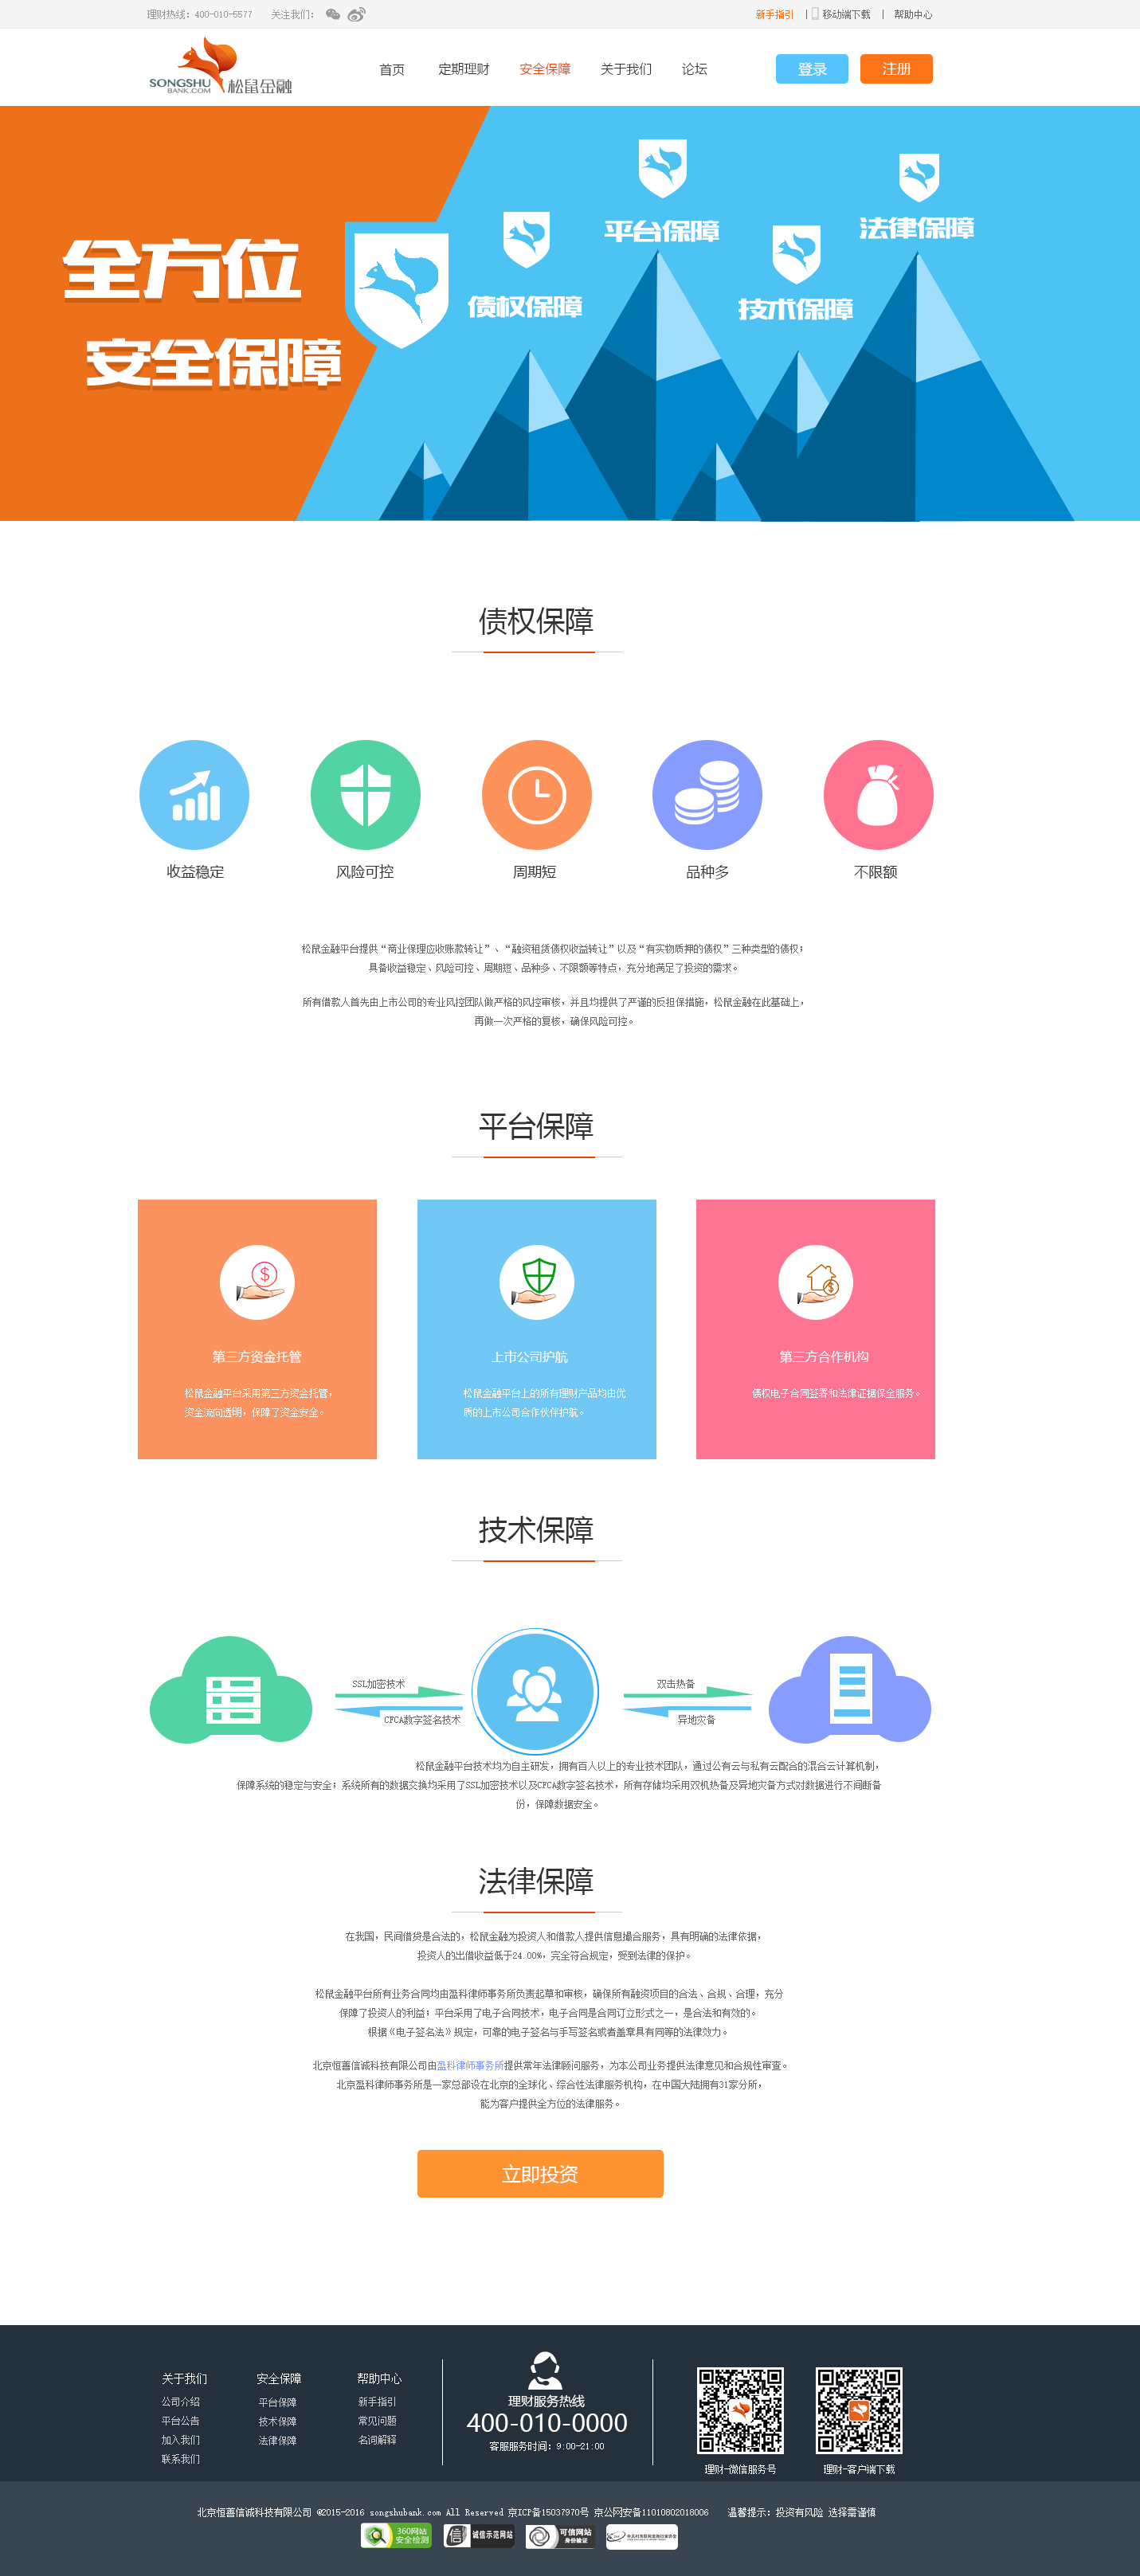 理财热线：400-010-5577 关注我们：
新手指引 | 移动端下载 | 帮助中心
SONGSHU
BANK.COM 松鼠金融
首页 定期理财 安全保障 关于我们 论坛 登录 注册
全方位
安全保障
债权保障
平台保障
技术保障
法律保障
债权保障
收益稳定 风险可控 周期短 品种多 不限额
松鼠金融平台提供“商业保理应收账款转让”、“融资租赁债权收益转让”以及“有实物质押的债权”三种类型的债权；
具备收益稳定、风险可控、周期短、品种多、不限额等特点，充分地满足了投资的需求。
所有借款人首先由上市公司的专业风控团队做严格的风控审核，并且均提供了严谨的反担保措施，松鼠金融在此基础上，
再做一次严格的复核，确保风险可控。
平台保障
第三方资金托管
松鼠金融平台采用第三方资金托管，
资金流向透明，保障了资金安全。
上市公司护航
松鼠金融平台上的所有理财产品均由优
质的上市公司合作伙伴护航。
第三方合作机构
债权电子合同签署和法律证据保全服务。
技术保障
SSL加密技术
CFCA数字签名技术
双击热备
异地灾备
松鼠金融平台技术均为自主研发，拥有百人以上的专业技术团队，通过公有云与私有云配合的混合云计算机制，
保障系统的稳定与安全；系统所有的数据交换均采用了SSL加密技术以及CFCA数字签名技术，所有存储均采用双机热备及异地灾备方式对数据进行不间断备
份，保障数据安全。
法律保障
在我国，民间借贷是合法的，松鼠金融为投资人和借款人提供信息撮合服务，具有明确的法律依据，
投资人的出借收益低于24.00%，完全符合规定，受到法律的保护。
松鼠金融平台所有业务合同均由盈科律师事务所负责起草和审核，确保所有融资项目的合法、合规、合理，充分
保障了投资人的利益；平台采用了电子合同技术，电子合同是合同订立形式之一，是合法和有效的。
根据《电子签名法》规定，可靠的电子签名与手写签名或者盖章具有同等的法律效力。
北京恒善信诚科技有限公司由盈科律师事务所提供常年法律顾问服务，为本公司业务提供法律意见和合规性审查。
北京盈科律师事务所是一家总部设在北京的全球化、综合性法律服务机构，在中国大陆拥有31家分所，
能为客户提供全方位的法律服务。
立即投资
关于我们
公司介绍
平台公告
加入我们
联系我们
安全保障
平台保障
技术保障
法律保障
帮助中心
新手指引
常见问题
名词解释
理财服务热线
400-010-0000
客服服务时间：9:00-21:00
理财-微信服务号
理财-客户端下载
北京恒善信诚科技有限公司 @2015-2016 songshubank.com All Reserved 京ICP备15037970号 京公网安备11010802018006 温馨提示：投资有风险 选择需谨慎
360网站
安全检测
信 诚信示范网站
可信网站
身份验证